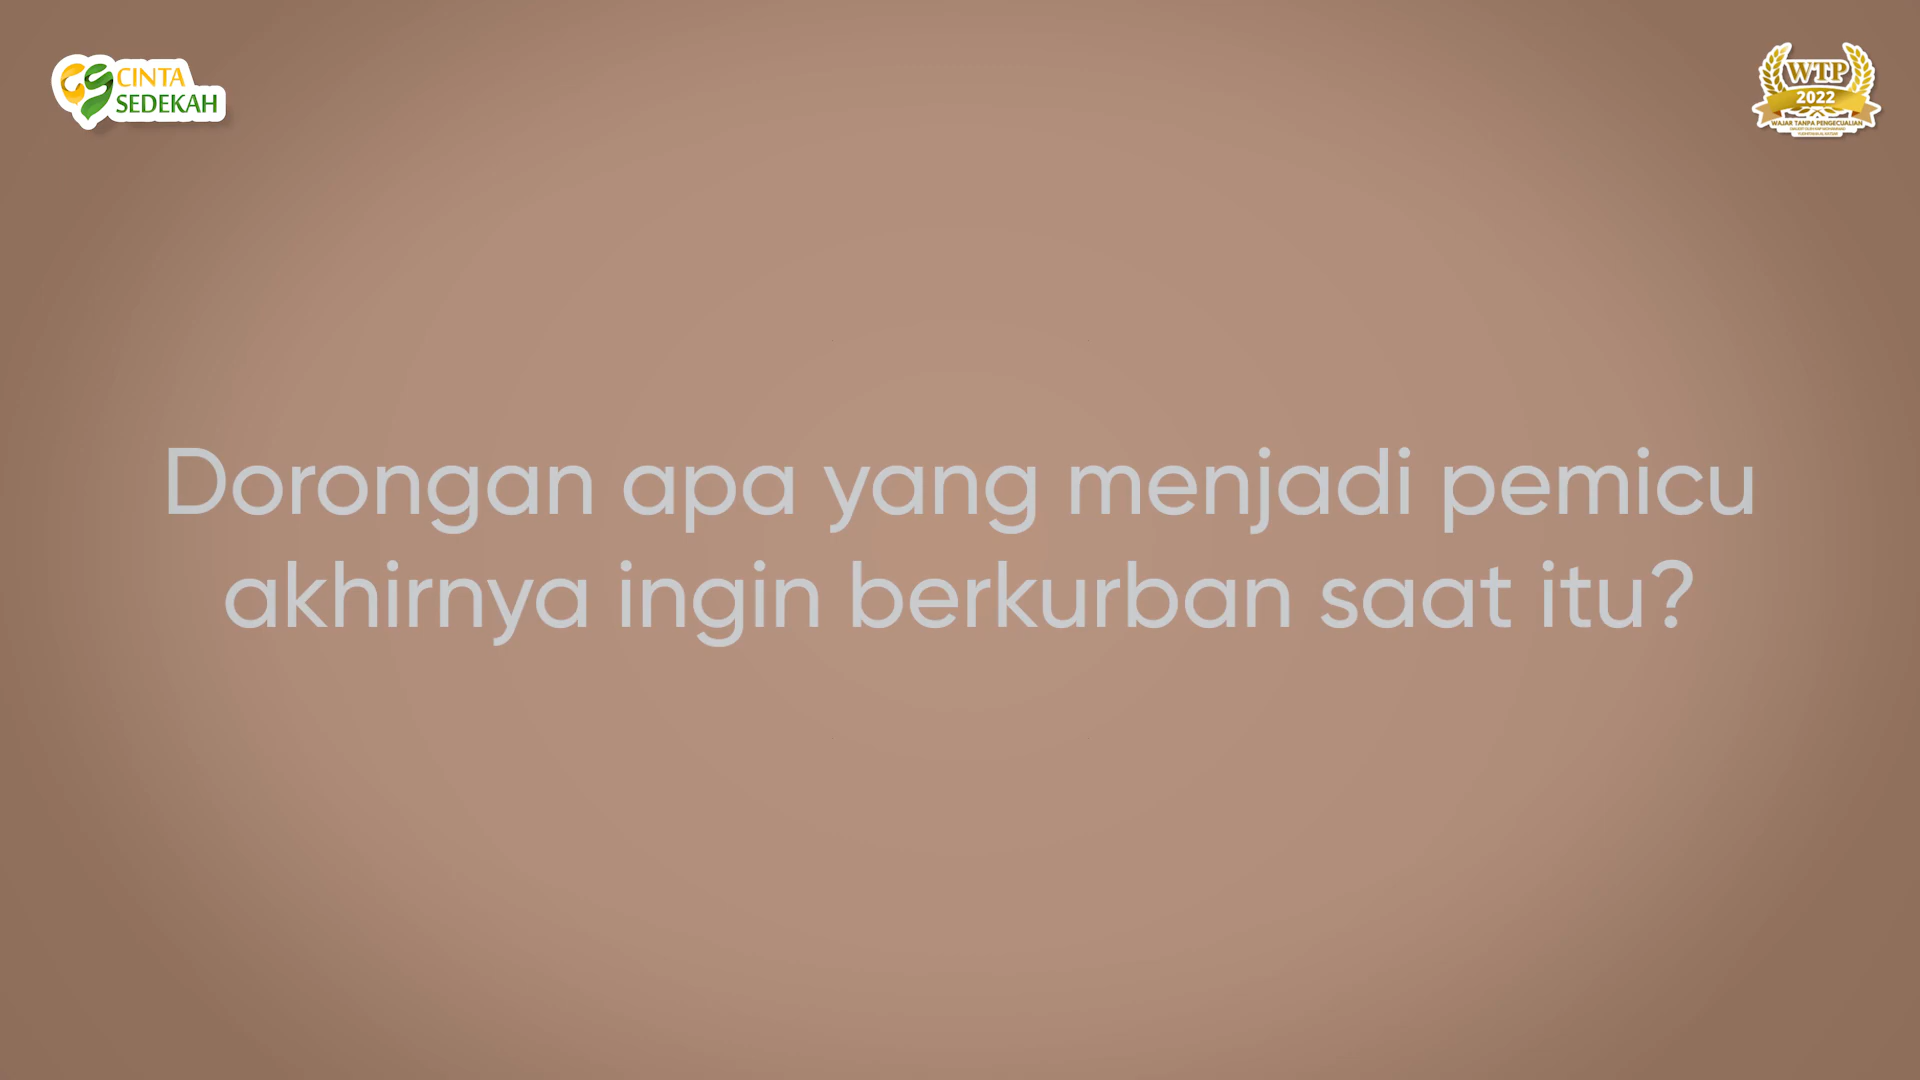 CINTA
SEDEKAH
WTP
2022
WAJAR TANPA PENGECUALIAN
Dorongan apa yang menjadi pemicu
akhirnya ingin berkurban saat itu?